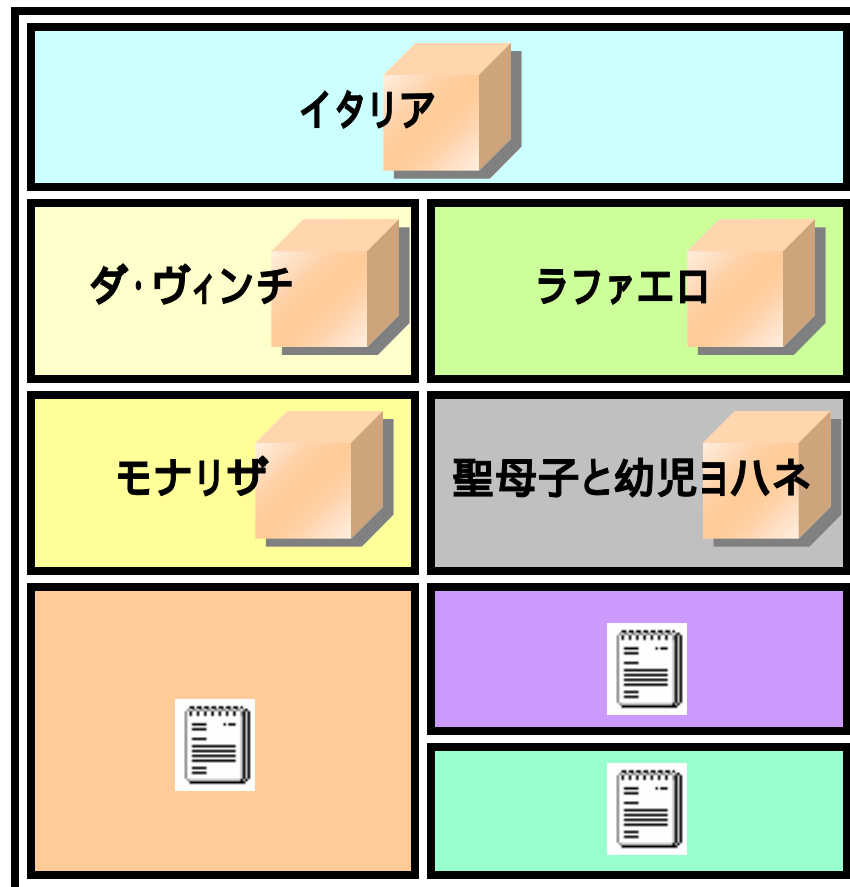 イタリア
ダ・ヴィンチ
ラファエロ
モナリザ
聖母子と幼児ヨハネ